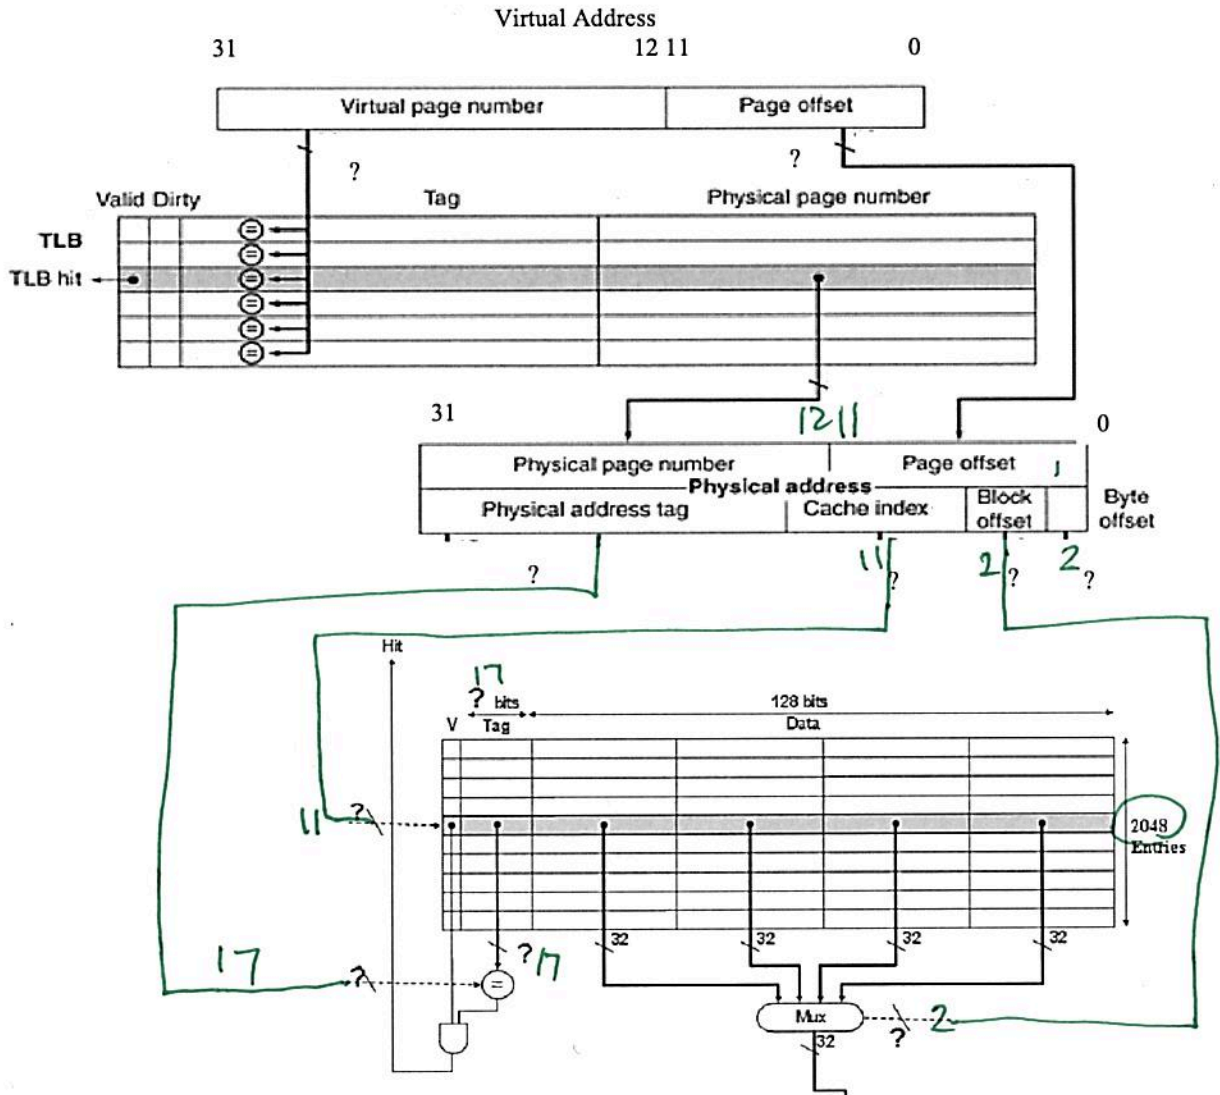 Virtual Address
31 12 11 0
Virtual page number Page offset
? ?
Valid Dirty Tag Physical page number
TLB
=
=
TLB hit =
=
=
=
31 12 11 0
Physical page number Page offset
Physical address
Physical address tag Cache index Block offset Byte offset
? 11 ? 2 ? 2 ?
Hit
17
? bits 128 bits
V Tag Data
11 ? 2048
Entries
? 17 32 32 32 32
17 ? =
Mux ? 2
32